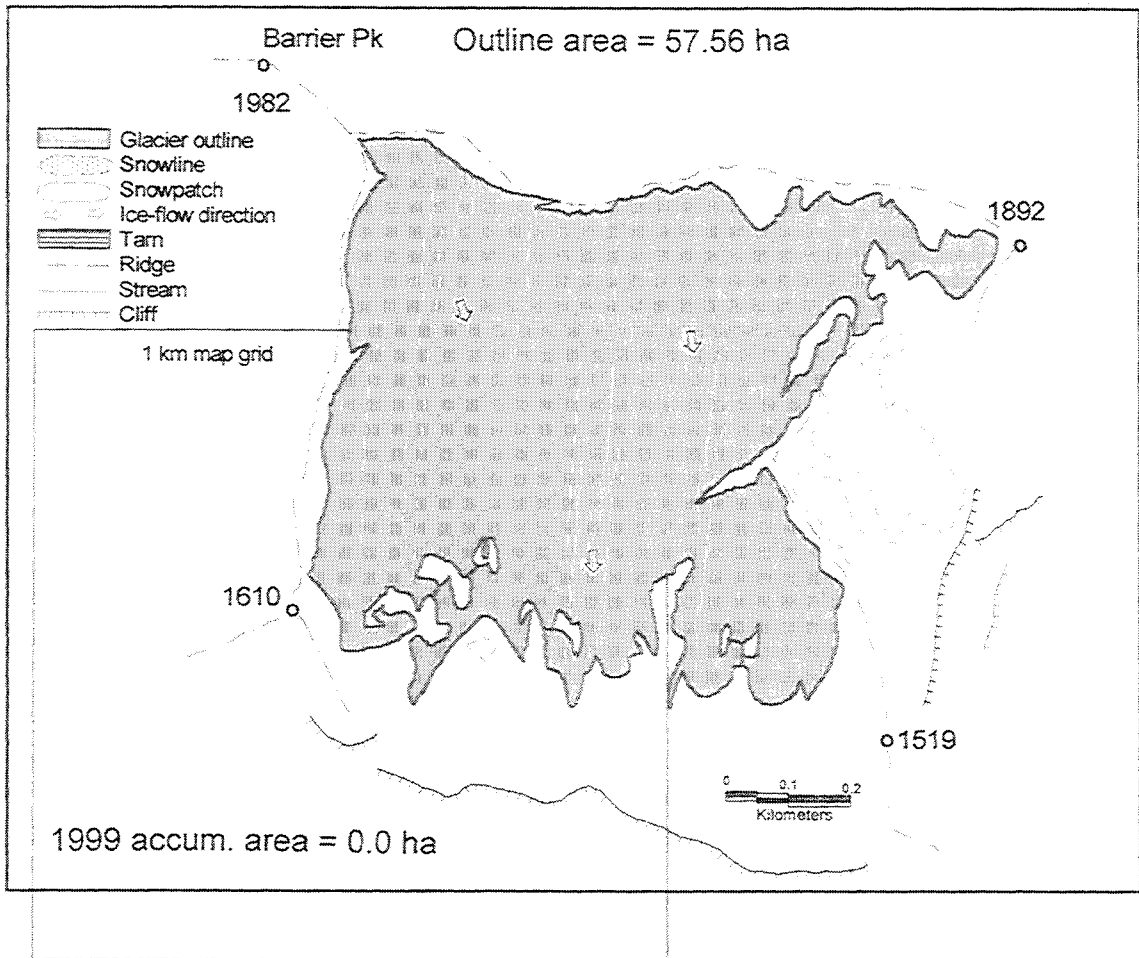 Barrier Pk Outline area = 57.56 ha
1982
Glacier outline
Snowline
Snowpatch
Ice-flow direction
Tarn
Ridge
Stream
Cliff
1 km map grid
1892
1610
1519
0 0.1 0.2
Kilometers
1999 accum. area = 0.0 ha